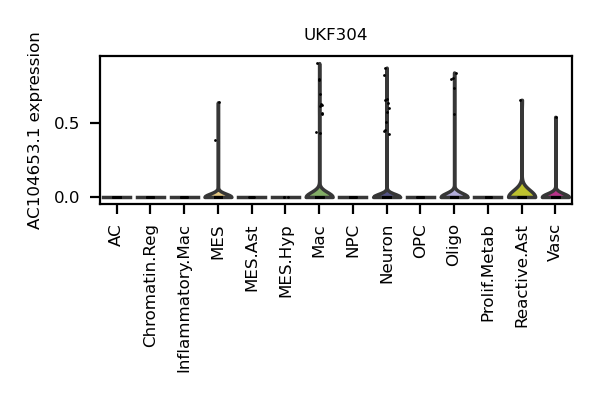 UKF304
AC104653.1 expression
0.5
0.0
AC
Chromatin.Reg
Inflammatory.Mac
MES
MES.Ast
MES.Hyp
Mac
NPC
Neuron
OPC
Oligo
Prolif.Metab
Reactive.Ast
Vasc